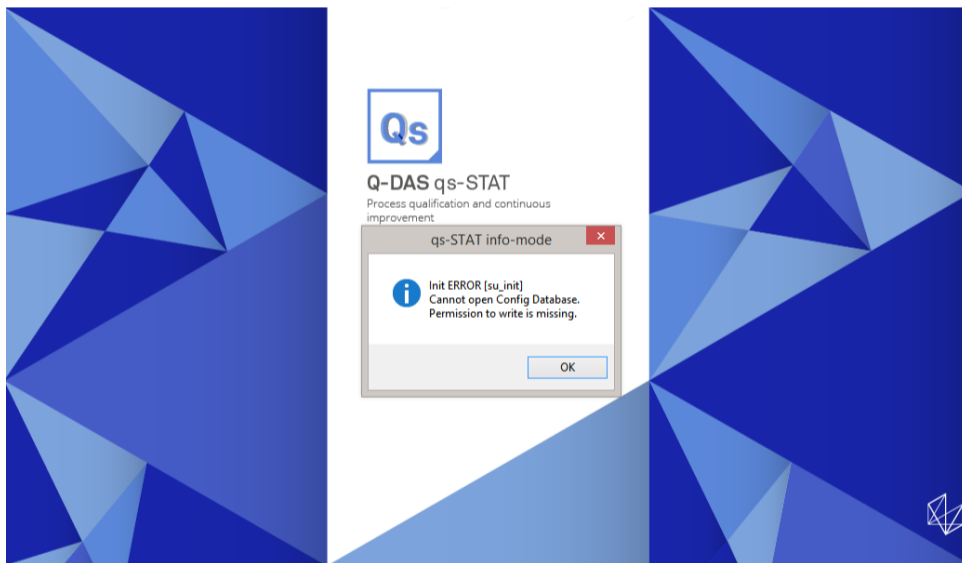 Qs
Q-DAS qs-STAT
Process qualification and continuous
improvement
qs-STAT info-mode
Init ERROR [su_init]
Cannot open Config Database.
Permission to write is missing.
OK